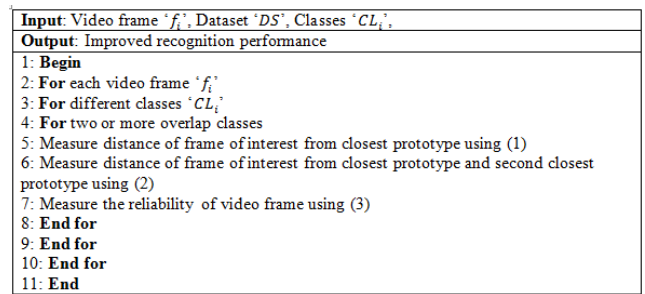 Input: Video frame ‘fᵢ’, Dataset ‘DS’, Classes ‘CLᵢ’,
Output: Improved recognition performance
1: Begin
2: For each video frame ‘fᵢ’
3: For different classes ‘CLᵢ’
4: For two or more overlap classes
5: Measure distance of frame of interest from closest prototype using (1)
6: Measure distance of frame of interest from closest prototype and second closest
prototype using (2)
7: Measure the reliability of video frame using (3)
8: End for
9: End for
10: End for
11: End